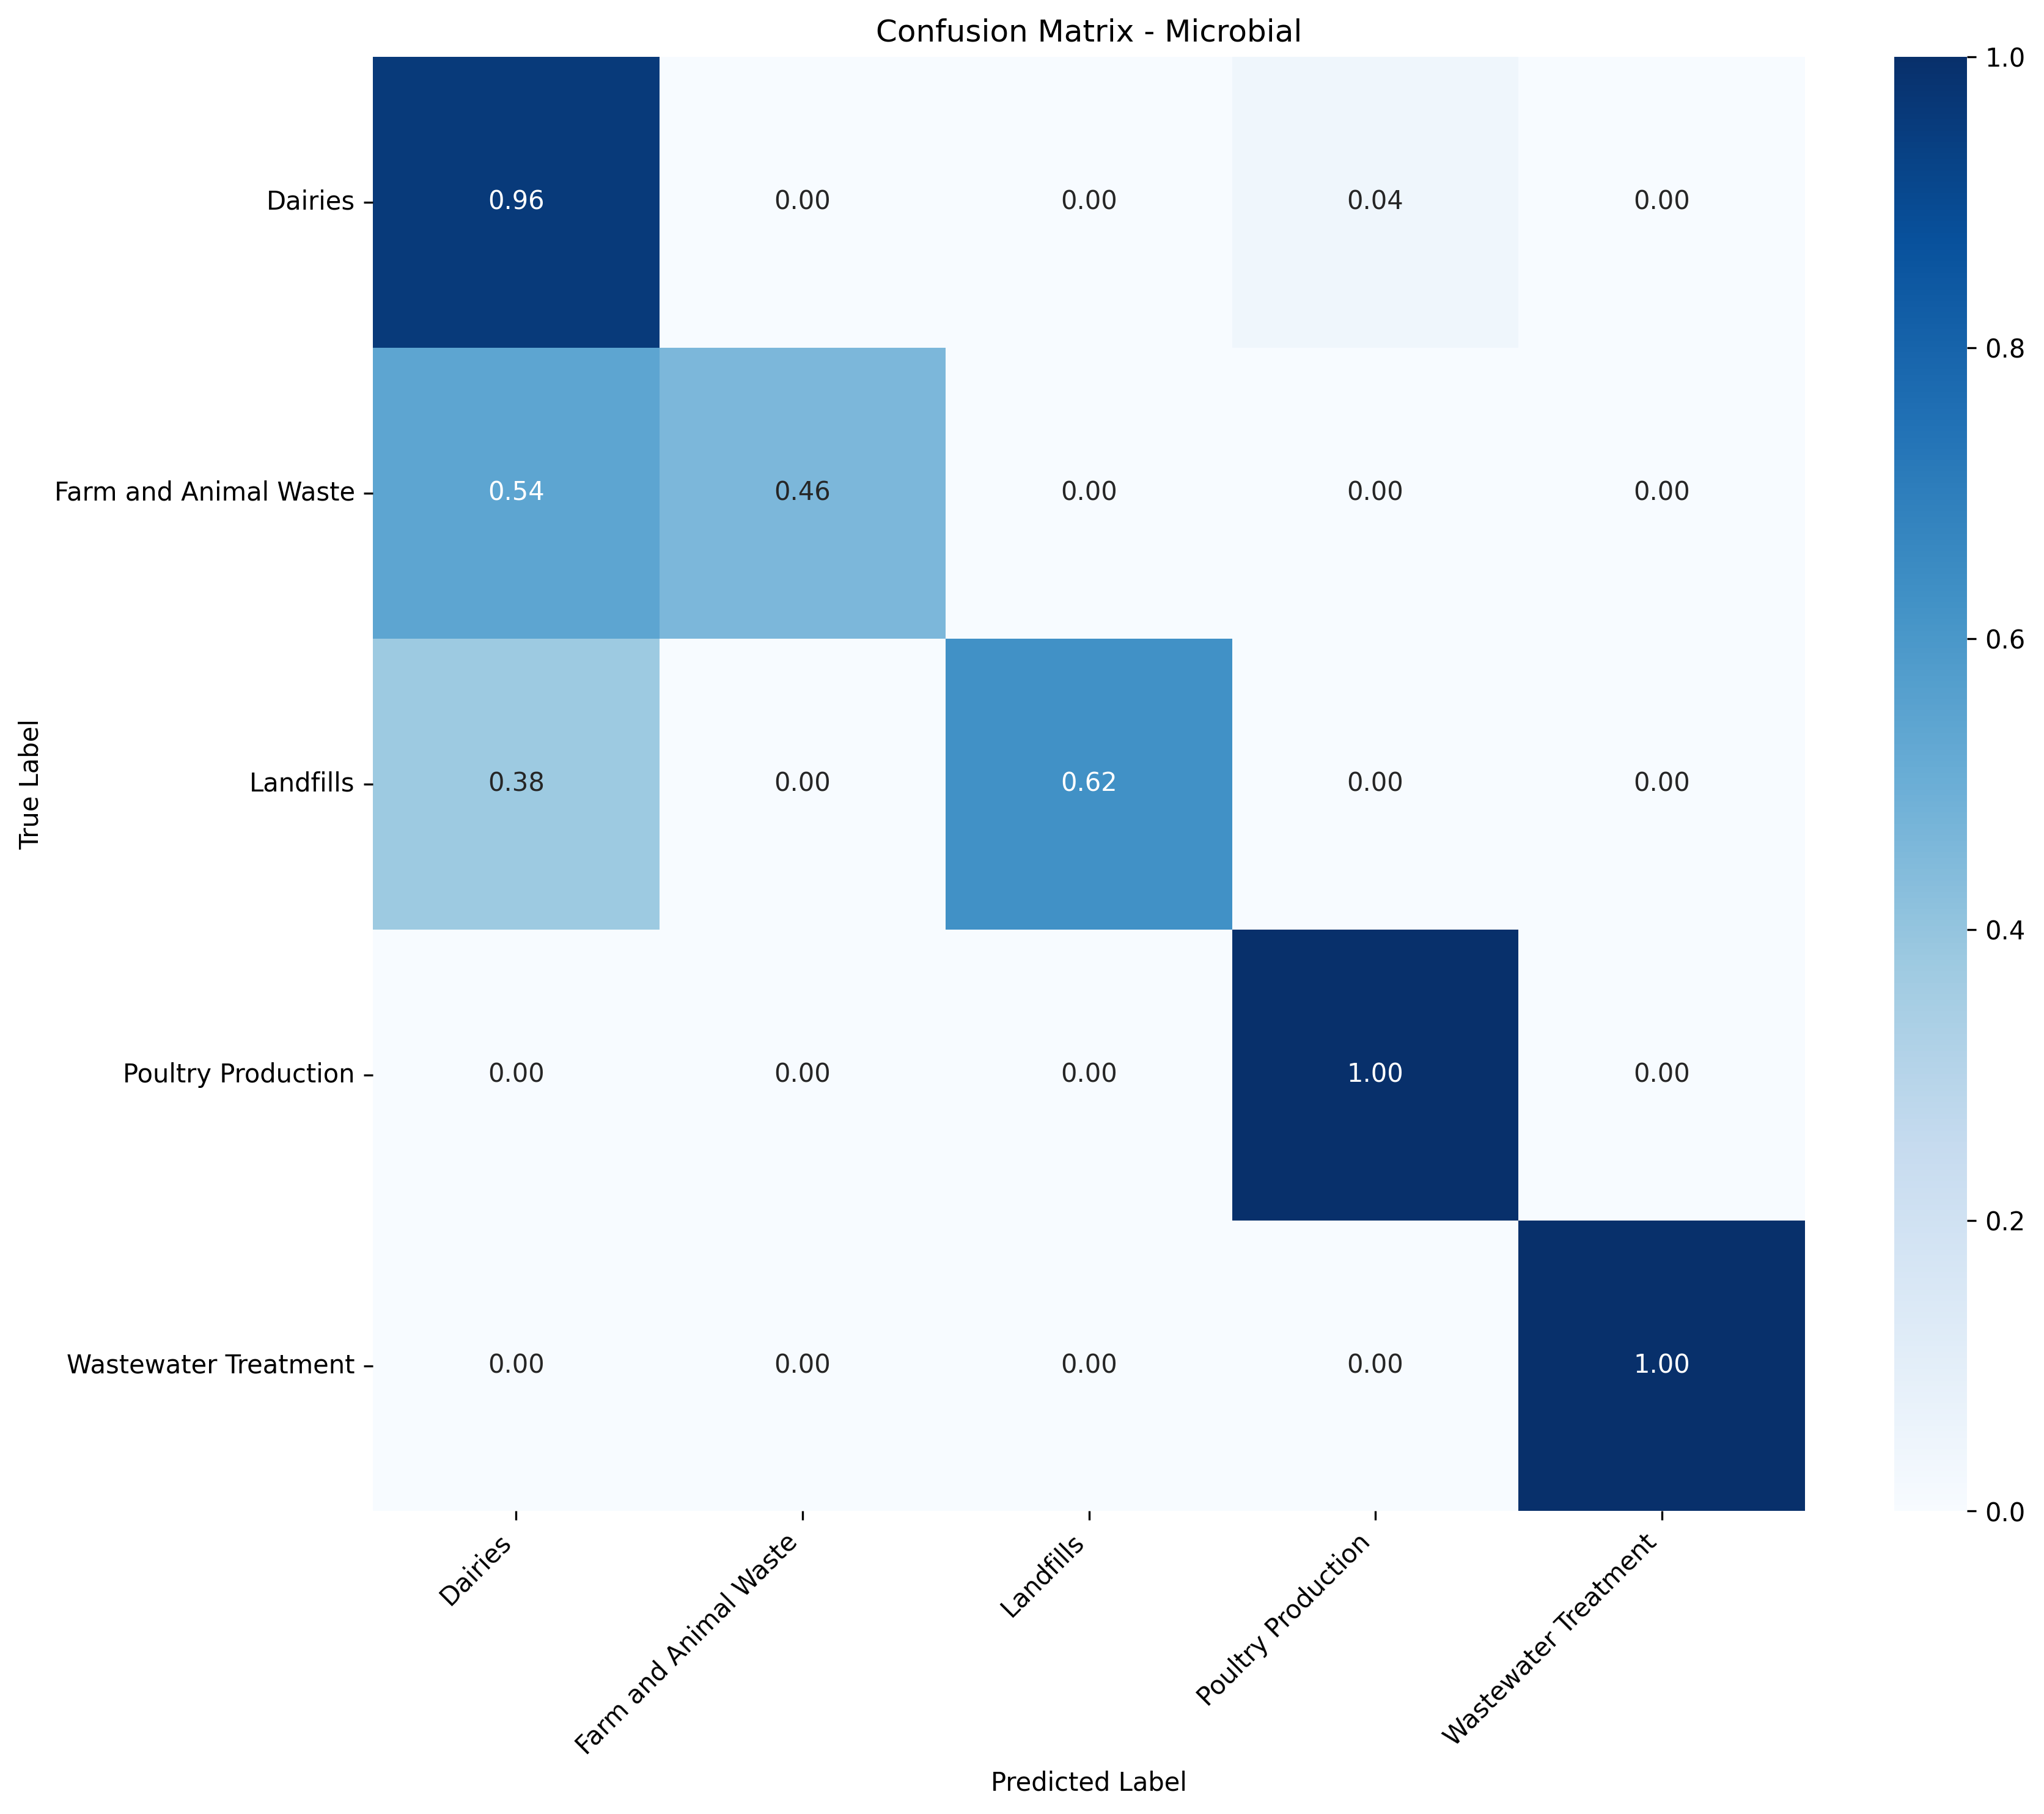 Confusion Matrix - Microbial
Dairies
0.96
0.00
0.00
0.04
0.00
Farm and Animal Waste
0.54
0.46
0.00
0.00
0.00
Landfills
0.38
0.00
0.62
0.00
0.00
Poultry Production
0.00
0.00
0.00
1.00
0.00
Wastewater Treatment
0.00
0.00
0.00
0.00
1.00
True Label
Dairies
Farm and Animal Waste
Landfills
Poultry Production
Wastewater Treatment
Predicted Label
1.0
0.8
0.6
0.4
0.2
0.0